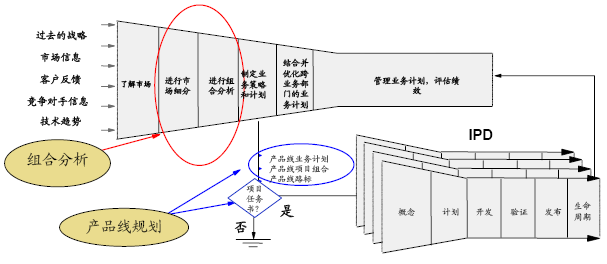 过去的战略
市场信息
客户反馈
竞争对手信息
技术趋势
了解市场
进行市
场细分
进行组
合分析
制定业
务策略
和计划
结合并
优化跨
业务部
门的业
务计划
管理业务计划，评估绩
效
组合分析
产品线业务计划
产品线项目组合
产品线路标
产品线规划
项目
任务
书?
是
否
IPD
概念
计划
开发
验证
发布
生命
周期